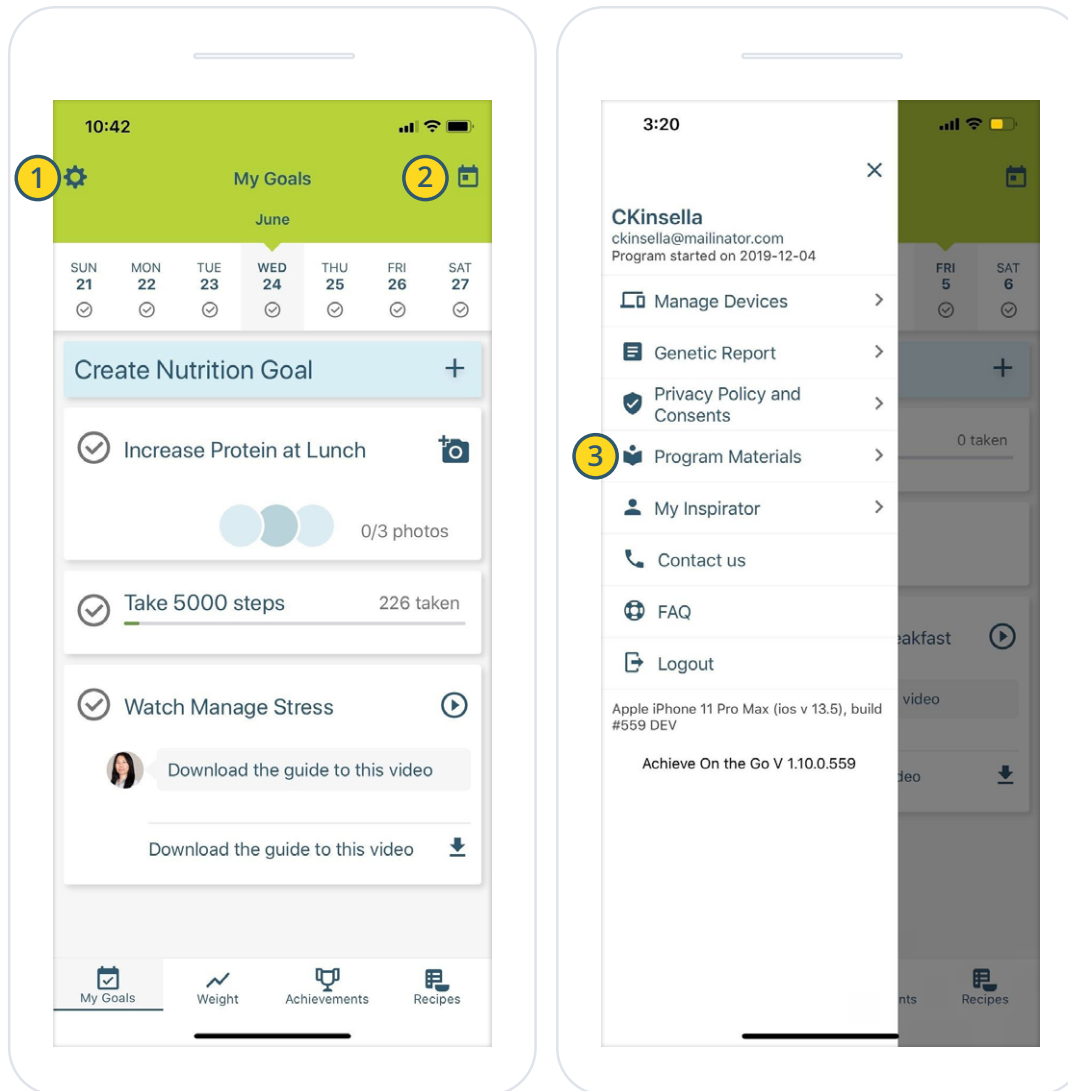 10:42
1
My Goals
2
June
SUN MON TUE WED THU FRI SAT
21 22 23 24 25 26 27
Create Nutrition Goal +
Increase Protein at Lunch
0/3 photos
Take 5000 steps 226 taken
Watch Manage Stress
Download the guide to this video
Download the guide to this video
My Goals Weight Achievements Recipes
3:20
CKinsella
ckinsella@mailinator.com
Program started on 2019-12-04
Manage Devices
Genetic Report
Privacy Policy and
Consents
3 Program Materials
My Inspirator
Contact us
FAQ
Logout
Apple iPhone 11 Pro Max (ios v 13.5), build
#559 DEV
Achieve On the Go V 1.10.0.559
FRI SAT
5 6
+
0 taken
eakfast
video
deo
nts Recipes